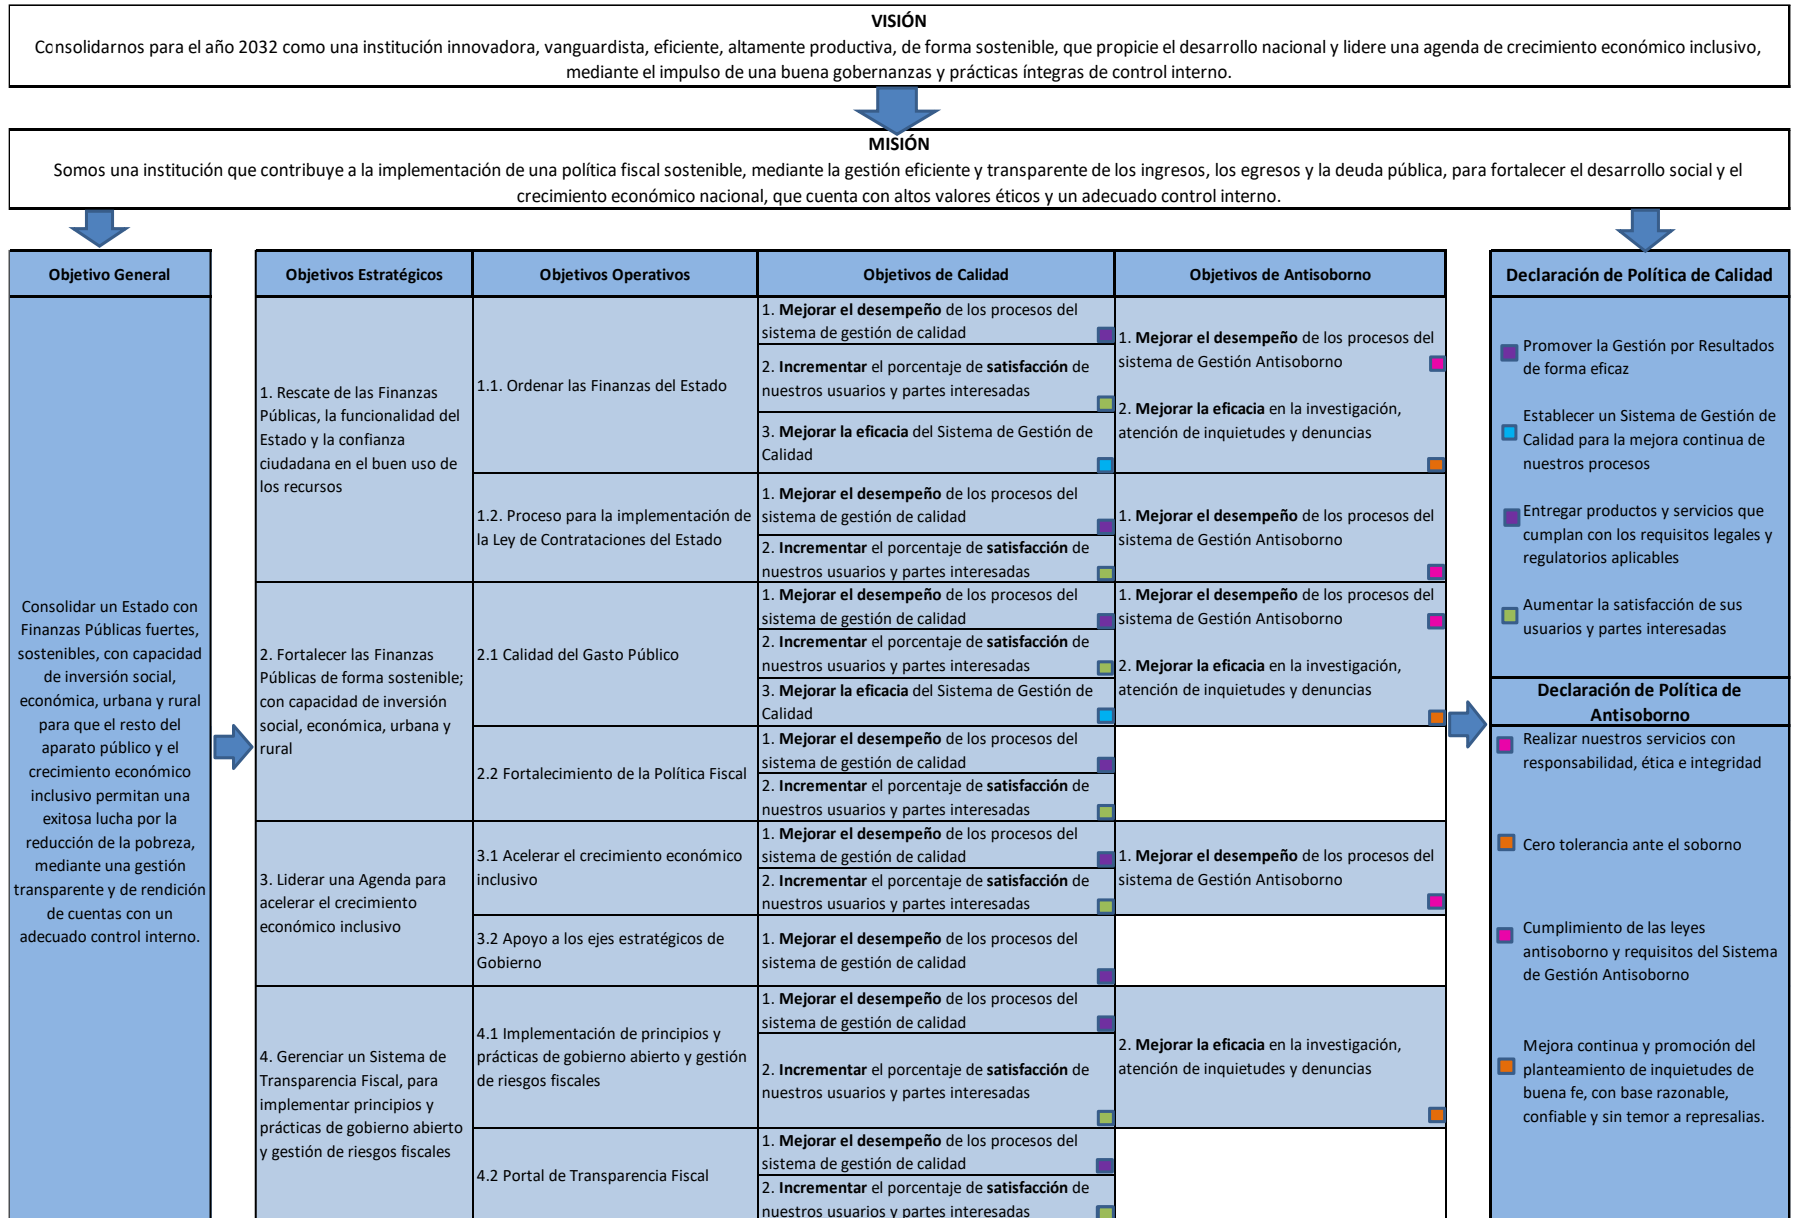 VISIÓN
Consolidarnos para el año 2032 como una institución innovadora, vanguardista, eficiente, altamente productiva, de forma sostenible, que propicie el desarrollo nacional y lidere una agenda de crecimiento económico inclusivo,
mediante el impulso de una buena gobernanzas y prácticas íntegras de control interno.
MISIÓN
Somos una institución que contribuye a la implementación de una política fiscal sostenible, mediante la gestión eficiente y transparente de los ingresos, los egresos y la deuda pública, para fortalecer el desarrollo social y el
crecimiento económico nacional, que cuenta con altos valores éticos y un adecuado control interno.
Objetivo General
Consolidar un Estado con
Finanzas Públicas fuertes,
sostenibles, con capacidad
de inversión social,
económica, urbana y rural
para que el resto del
aparato público y el
crecimiento económico
inclusivo permitan una
exitosa lucha por la
reducción de la pobreza,
mediante una gestión
transparente y de rendición
de cuentas con un
adecuado control interno.
Objetivos Estratégicos
Objetivos Operativos
Objetivos de Calidad
Objetivos de Antisoborno
1. Rescate de las Finanzas
Públicas, la funcionalidad del
Estado y la confianza
ciudadana en el buen uso de
los recursos
1.1. Ordenar las Finanzas del Estado
1. Mejorar el desempeño de los procesos del
sistema de gestión de calidad
2. Incrementar el porcentaje de satisfacción de
nuestros usuarios y partes interesadas
3. Mejorar la eficacia del Sistema de Gestión de
Calidad
1. Mejorar el desempeño de los procesos del
sistema de Gestión Antisoborno
2. Mejorar la eficacia en la investigación,
atención de inquietudes y denuncias
1.2. Proceso para la implementación de
la Ley de Contrataciones del Estado
1. Mejorar el desempeño de los procesos del
sistema de gestión de calidad
2. Incrementar el porcentaje de satisfacción de
nuestros usuarios y partes interesadas
1. Mejorar el desempeño de los procesos del
sistema de Gestión Antisoborno
2. Fortalecer las Finanzas
Públicas de forma sostenible;
con capacidad de inversión
social, económica, urbana y
rural
2.1 Calidad del Gasto Público
1. Mejorar el desempeño de los procesos del
sistema de gestión de calidad
2. Incrementar el porcentaje de satisfacción de
nuestros usuarios y partes interesadas
3. Mejorar la eficacia del Sistema de Gestión de
Calidad
1. Mejorar el desempeño de los procesos del
sistema de Gestión Antisoborno
2. Mejorar la eficacia en la investigación,
atención de inquietudes y denuncias
2.2 Fortalecimiento de la Política Fiscal
1. Mejorar el desempeño de los procesos del
sistema de gestión de calidad
2. Incrementar el porcentaje de satisfacción de
nuestros usuarios y partes interesadas
3. Liderar una Agenda para
acelerar el crecimiento
económico inclusivo
3.1 Acelerar el crecimiento económico
inclusivo
1. Mejorar el desempeño de los procesos del
sistema de gestión de calidad
2. Incrementar el porcentaje de satisfacción de
nuestros usuarios y partes interesadas
1. Mejorar el desempeño de los procesos del
sistema de Gestión Antisoborno
3.2 Apoyo a los ejes estratégicos de
Gobierno
1. Mejorar el desempeño de los procesos del
sistema de gestión de calidad
4. Gerenciar un Sistema de
Transparencia Fiscal, para
implementar principios y
prácticas de gobierno abierto
y gestión de riesgos fiscales
4.1 Implementación de principios y
prácticas de gobierno abierto y gestión
de riesgos fiscales
1. Mejorar el desempeño de los procesos del
sistema de gestión de calidad
2. Incrementar el porcentaje de satisfacción de
nuestros usuarios y partes interesadas
2. Mejorar la eficacia en la investigación,
atención de inquietudes y denuncias
4.2 Portal de Transparencia Fiscal
1. Mejorar el desempeño de los procesos del
sistema de gestión de calidad
2. Incrementar el porcentaje de satisfacción de
nuestros usuarios y partes interesadas
Declaración de Política de Calidad
Promover la Gestión por Resultados
de forma eficaz
Establecer un Sistema de Gestión de
Calidad para la mejora continua de
nuestros procesos
Entregar productos y servicios que
cumplan con los requisitos legales y
regulatorios aplicables
Aumentar la satisfacción de sus
usuarios y partes interesadas
Declaración de Política de
Antisoborno
Realizar nuestros servicios con
responsabilidad, ética e integridad
Cero tolerancia ante el soborno
Cumplimiento de las leyes
antisoborno y requisitos del Sistema
de Gestión Antisoborno
Mejora continua y promoción del
planteamiento de inquietudes de
buena fe, con base razonable,
confiable y sin temor a represalias.